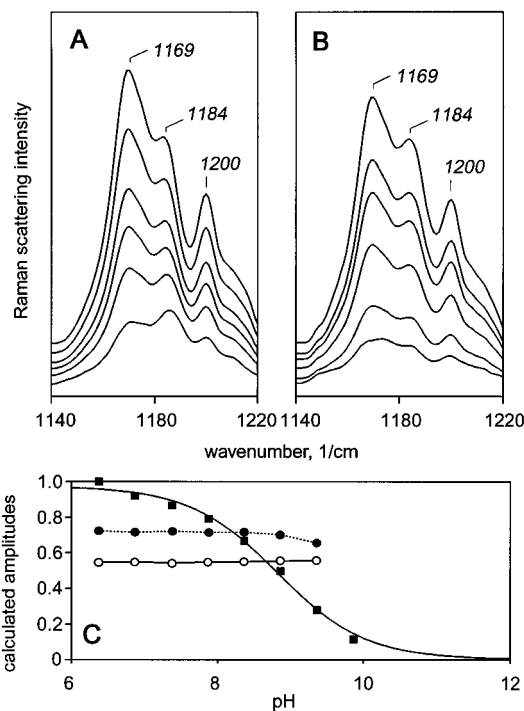 A
1169
1184
1200
B
1169
1184
1200
Raman scattering intensity
1140 1180 1220 1140 1180 1220
wavenumber, 1/cm
1.0
0.8
0.6
0.4
0.2
0
calculated amplitudes
C
6 8 10 12
pH